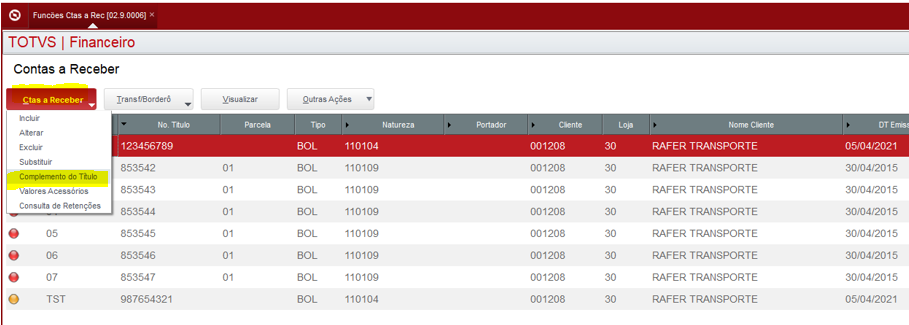 Funcões Ctas a Rec [02.9.0006] ×
TOTVS | Financeiro
Contas a Receber
Ctas a Receber Transf/Borderô Visualizar Outras Ações
Incluir
Alterar
Excluir
Substituir
Complemento do Título
Valores Acessórios
Consulta de Retenções
No. Titulo Parcela Tipo Natureza Portador Cliente Loja Nome Cliente DT Emiss
123456789 BOL 110104 001208 30 RAFER TRANSPORTE 05/04/2021
853542 01 BOL 110109 001208 30 RAFER TRANSPORTE 30/04/2015
853543 01 BOL 110109 001208 30 RAFER TRANSPORTE 30/04/2015
853544 01 BOL 110109 001208 30 RAFER TRANSPORTE 30/04/2015
05 853545 01 BOL 110109 001208 30 RAFER TRANSPORTE 30/04/2015
06 853546 01 BOL 110109 001208 30 RAFER TRANSPORTE 30/04/2015
07 853547 01 BOL 110109 001208 30 RAFER TRANSPORTE 30/04/2015
TST 987654321 BOL 110104 001208 30 RAFER TRANSPORTE 05/04/2021